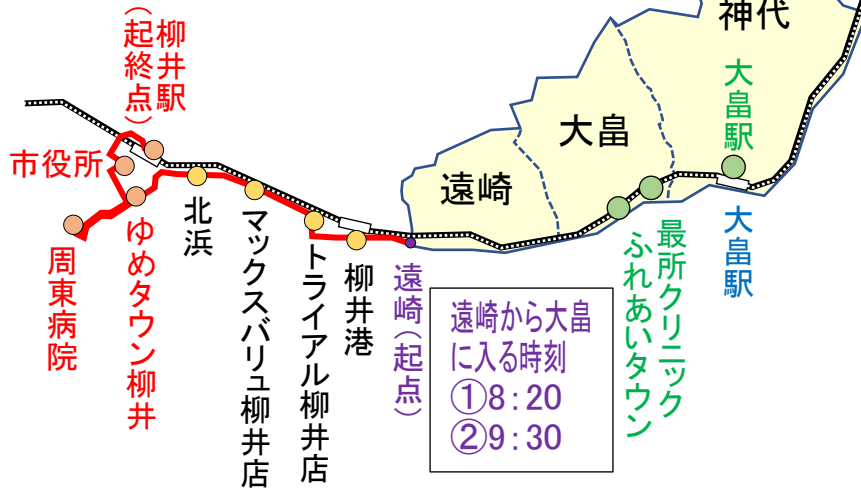 神代
柳井駅
(起終点)
大畠駅
大畠
市役所
遠崎
北浜
周東病院
ゆめタウン柳井
マックスバリュ柳井店
トライアル柳井店
柳井港
遠崎(起点)
遠崎から大畠
に入る時刻
①8:20
②9:30
最所クリニック
ふれあいタウン
大畠駅